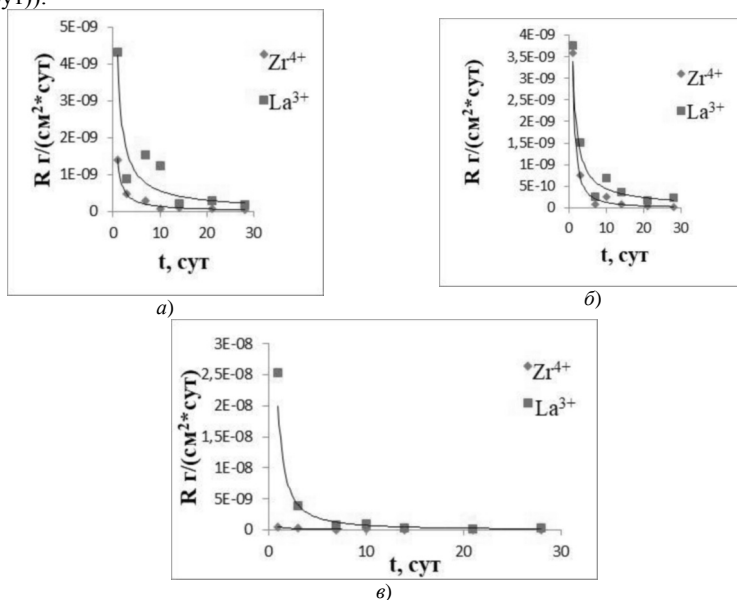 ут)).
5E-09
4E-09
3E-09
2E-09
1E-09
0
0 10 20 30
R г/(см²*сут)
t, сут
Zr⁴⁺
La³⁺
а)
4E-09
3,5E-09
3E-09
2,5E-09
2E-09
1,5E-09
1E-09
5E-10
0
0 10 20 30
R г/(см²*сут)
t, сут
Zr⁴⁺
La³⁺
б)
3E-08
2,5E-08
2E-08
1,5E-08
1E-08
5E-09
0
0 10 20 30
R г/(см²*сут)
t, сут
Zr⁴⁺
La³⁺
в)